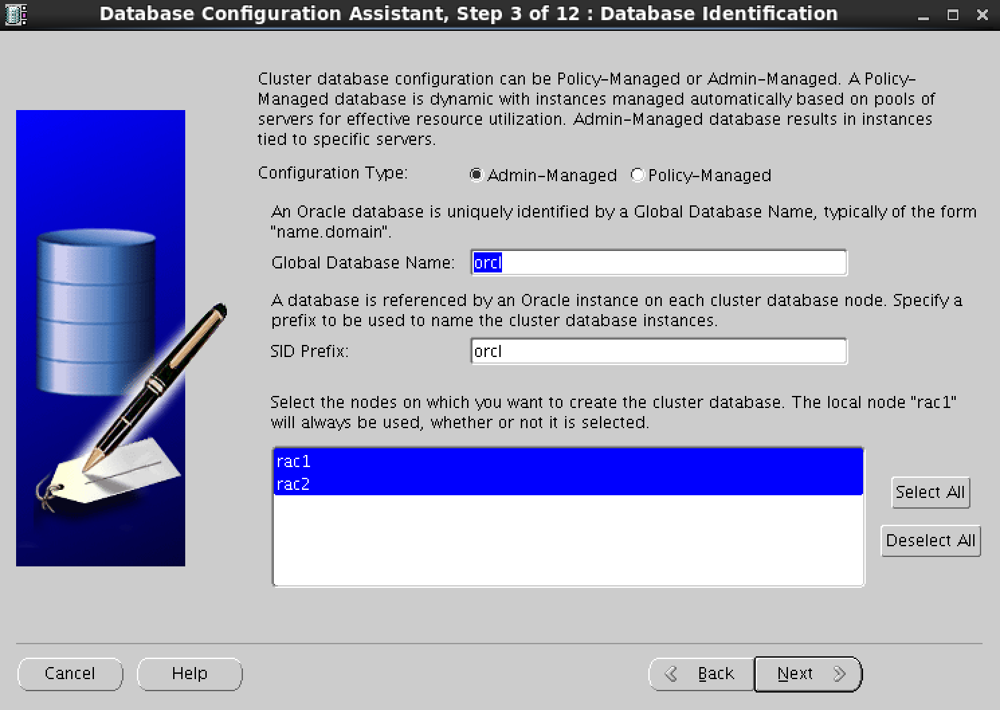 Database Configuration Assistant, Step 3 of 12 : Database Identification
Cluster database configuration can be Policy-Managed or Admin-Managed. A Policy-
Managed database is dynamic with instances managed automatically based on pools of
servers for effective resource utilization. Admin-Managed database results in instances
tied to specific servers.
Configuration Type: Admin-Managed Policy-Managed
An Oracle database is uniquely identified by a Global Database Name, typically of the form
"name.domain".
Global Database Name: orcl
A database is referenced by an Oracle instance on each cluster database node. Specify a
prefix to be used to name the cluster database instances.
SID Prefix: orcl
Select the nodes on which you want to create the cluster database. The local node "rac1"
will always be used, whether or not it is selected.
rac1
rac2
Select All
Deselect All
Cancel Help Back Next